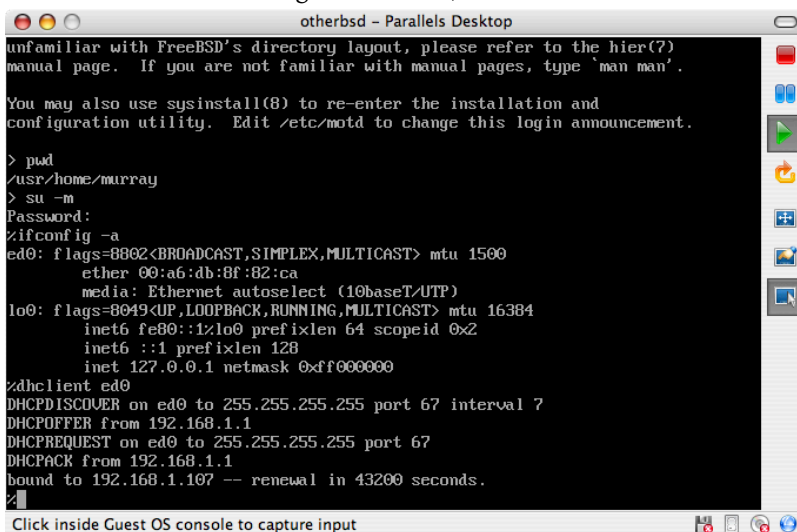 otherbsd – Parallels Desktop
unfamiliar with FreeBSD's directory layout, please refer to the hier(7)
manual page.  If you are not familiar with manual pages, type `man man'.
You may also use sysinstall(8) to re-enter the installation and
configuration utility.  Edit /etc/motd to change this login announcement.
> pwd
/usr/home/murray
> su -m
Password:
%ifconfig -a
ed0: flags=8802<BROADCAST,SIMPLEX,MULTICAST> mtu 1500
        ether 00:a6:db:8f:82:ca
        media: Ethernet autoselect (10baseT/UTP)
lo0: flags=8049<UP,LOOPBACK,RUNNING,MULTICAST> mtu 16384
        inet6 fe80::1%lo0 prefixlen 64 scopeid 0x2
        inet6 ::1 prefixlen 128
        inet 127.0.0.1 netmask 0xff000000
%dhclient ed0
DHCPDISCOVER on ed0 to 255.255.255.255 port 67 interval 7
DHCPOFFER from 192.168.1.1
DHCPREQUEST on ed0 to 255.255.255.255 port 67
DHCPACK from 192.168.1.1
bound to 192.168.1.107 -- renewal in 43200 seconds.
%
Click inside Guest OS console to capture input